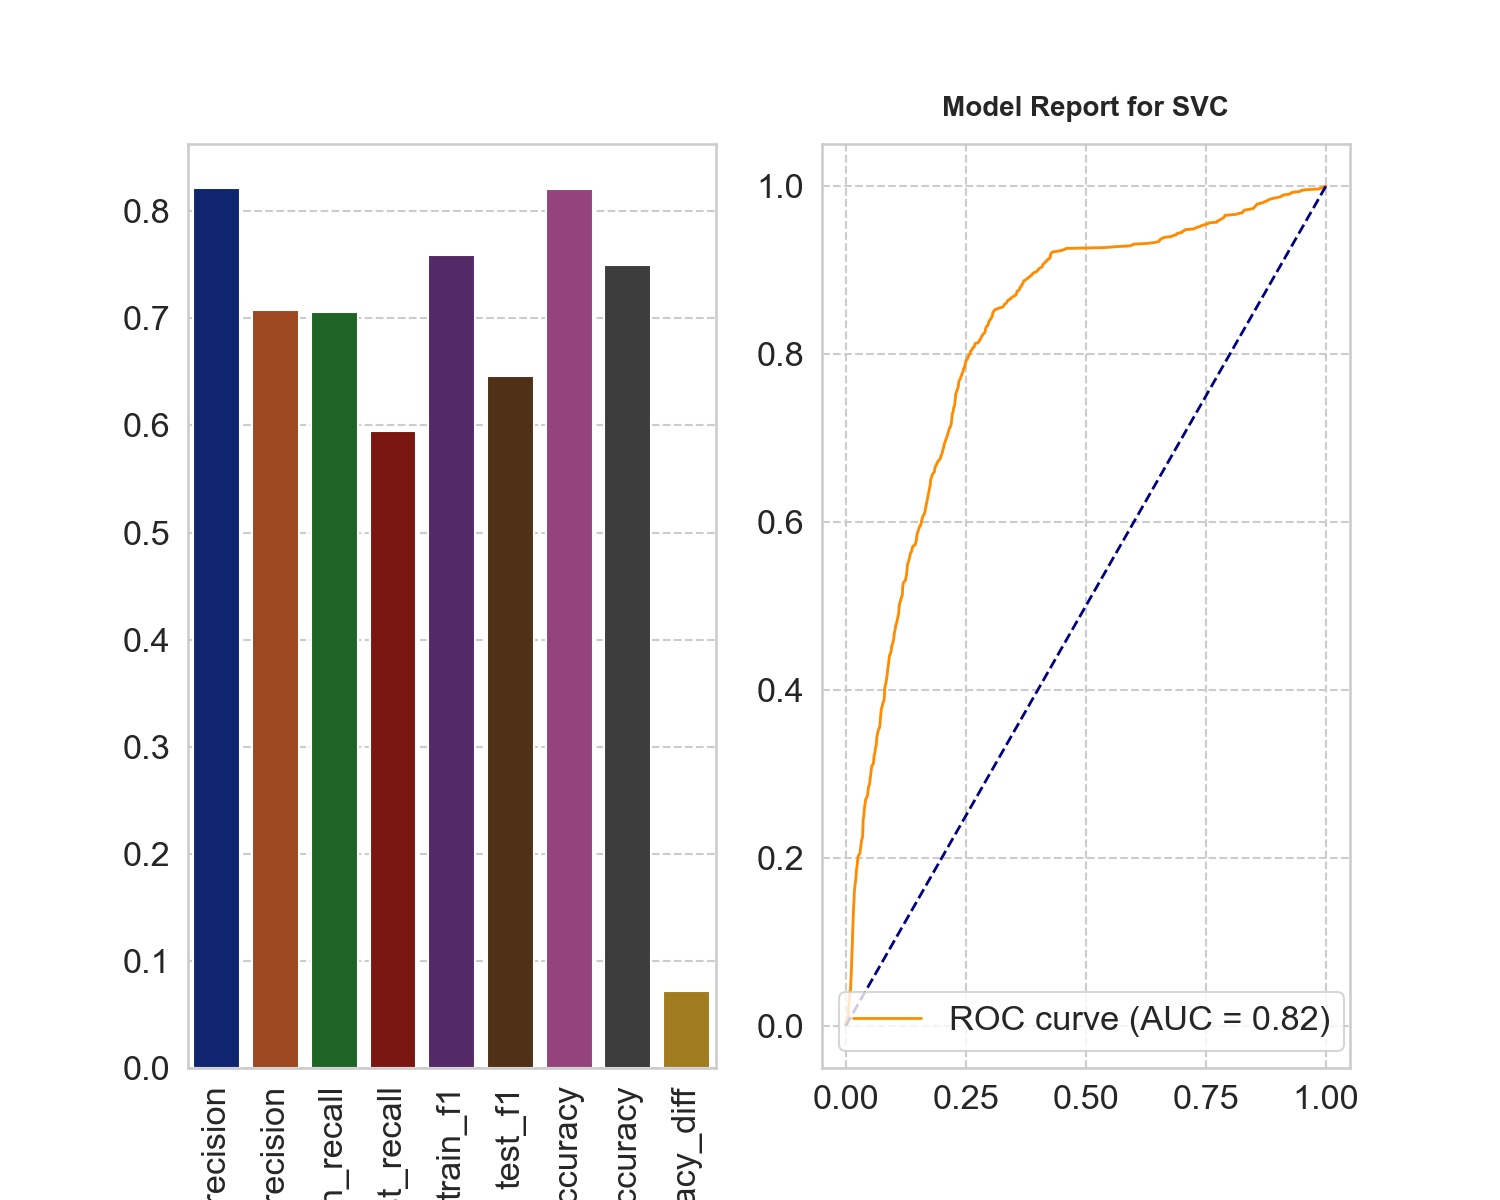 Model Report for SVC
0.8
0.7
0.6
0.5
0.4
0.3
0.2
0.1
0.0
recision
recision
n_recall
t_recall
train_f1
test_f1
ccuracy
ccuracy
acy_diff
1.0
0.8
0.6
0.4
0.2
0.0
ROC curve (AUC = 0.82)
0.00 0.25 0.50 0.75 1.00